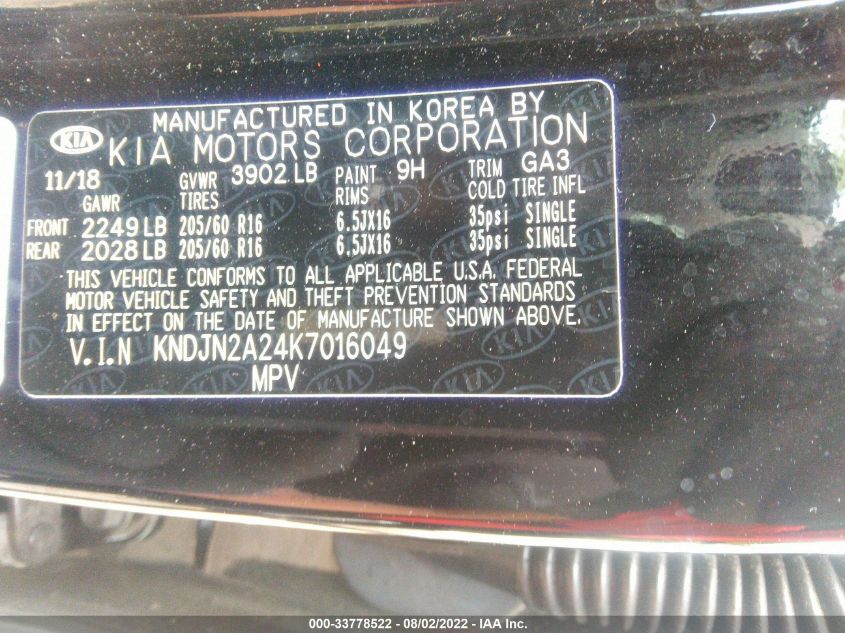 MANUFACTURED IN KOREA BY
KIA KIA MOTORS CORPORATION
11/18 GVWR 3902 LB PAINT 9H TRIM GA3
GAWR TIRES RIMS COLD TIRE INFL
FRONT 2249 LB 205/60 R16 6.5JX16 35psi SINGLE
REAR 2028 LB 205/60 R16 6.5JX16 35psi SINGLE
THIS VEHICLE CONFORMS TO ALL APPLICABLE U.S.A. FEDERAL
MOTOR VEHICLE SAFETY AND THEFT PREVENTION STANDARDS
IN EFFECT ON THE DATE OF MANUFACTURE SHOWN ABOVE.
V.I.N KNDJN2A24K7016049
MPV
000-33778522 - 08/02/2022 - IAA Inc.